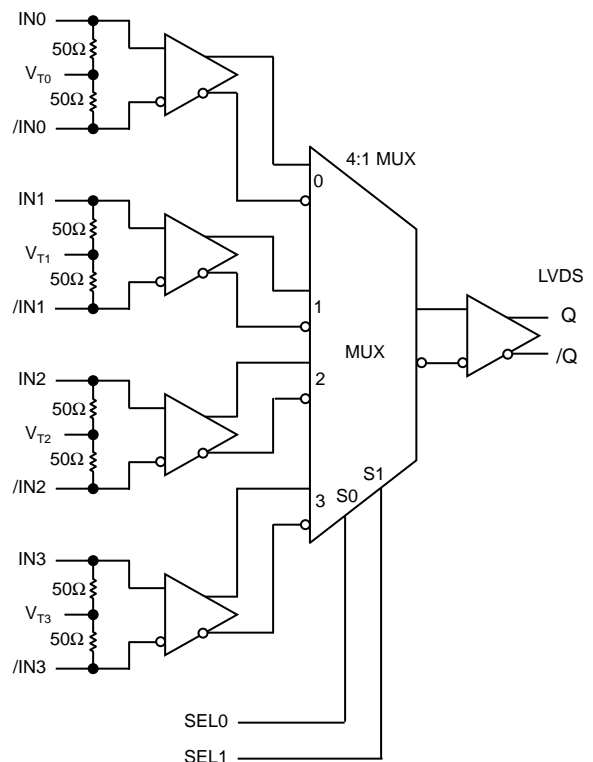 IN0
50Ω
VT0
50Ω
/IN0
4:1 MUX
0
IN1
50Ω
VT1
50Ω
/IN1
1
LVDS
Q
/Q
MUX
IN2
50Ω
VT2
50Ω
/IN2
2
3
S0
S1
IN3
50Ω
VT3
50Ω
/IN3
SEL0
SEL1